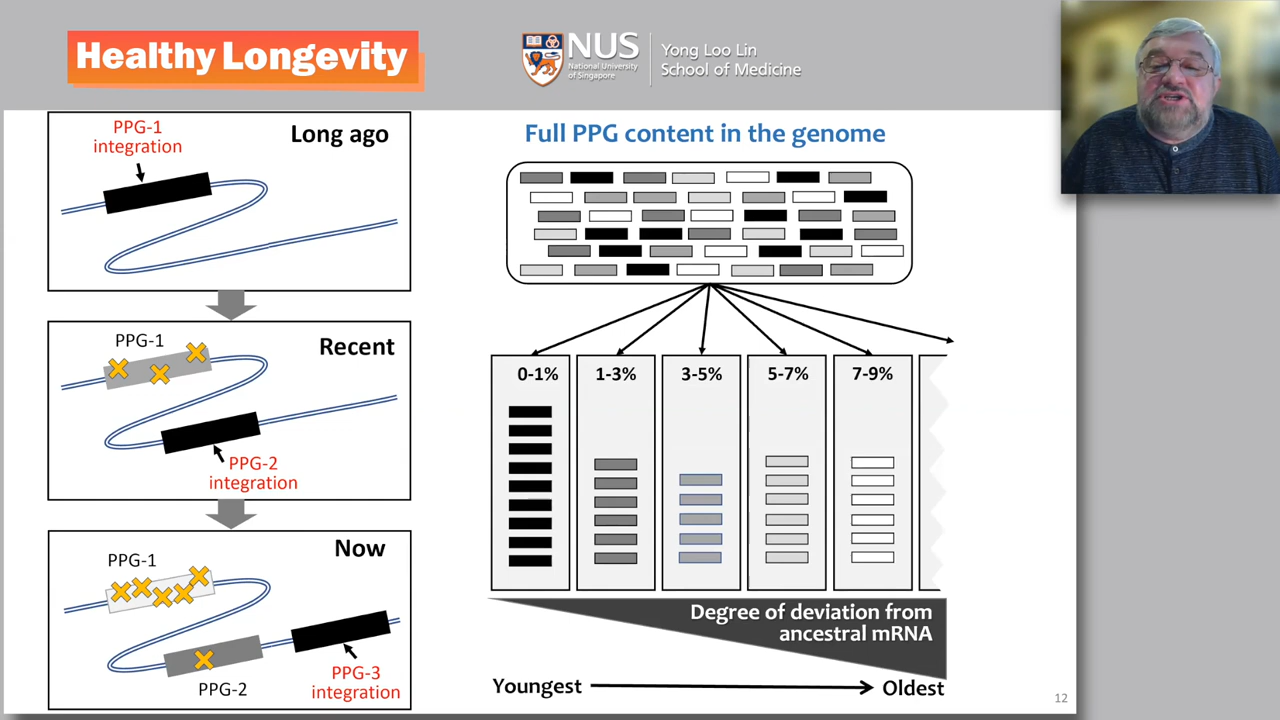 Healthy Longevity
NUS
National University
of Singapore
Yong Loo Lin
School of Medicine
PPG-1
integration
Long ago
PPG-1
Recent
PPG-2
integration
Now
PPG-1
PPG-2
PPG-3
integration
Full PPG content in the genome
0-1%
1-3%
3-5%
5-7%
7-9%
Degree of deviation from
ancestral mRNA
Youngest
Oldest
12